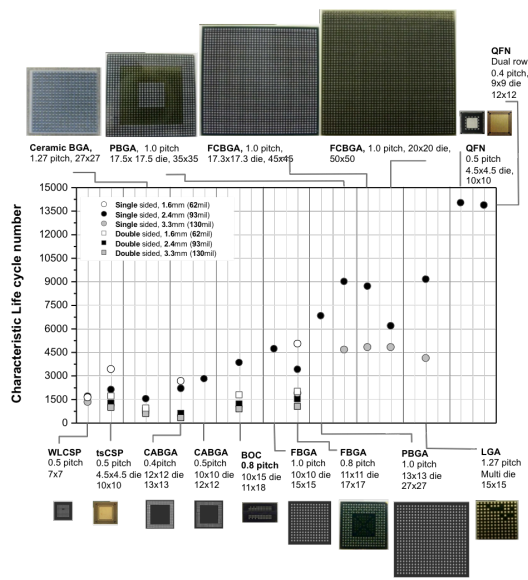 QFN
Dual row
0.4 pitch,
9x9 die
12x12
Ceramic BGA,
1.27 pitch, 27x27
PBGA, 1.0 pitch
17.5x 17.5 die, 35x35
FCBGA, 1.0 pitch,
17.3x17.3 die, 45x45
FCBGA, 1.0 pitch, 20x20 die,
50x50
QFN
0.5 pitch
4.5x4.5 die,
10x10
Characteristic Life cycle number
15000
13500
12000
10500
9000
7500
6000
4500
3000
1500
0
Single sided, 1.6mm (62mil)
Single sided, 2.4mm (93mil)
Single sided, 3.3mm (130mil)
Double sided, 1.6mm (62mil)
Double sided, 2.4mm (93mil)
Double sided, 3.3mm (130mil)
WLCSP
0.5 pitch
7x7
tsCSP
0.5 pitch
4.5x4.5 die
10x10
CABGA
0.4pitch
12x12 die
13x13
CABGA
0.5pitch
10x10 die
12x12
BOC
0.8 pitch
10x15 die
11x18
FBGA
1.0 pitch
10x10 die
15x15
FBGA
0.8 pitch
11x11 die
17x17
PBGA
1.0 pitch
13x13 die
27x27
LGA
1.27 pitch
Multi die
15x15